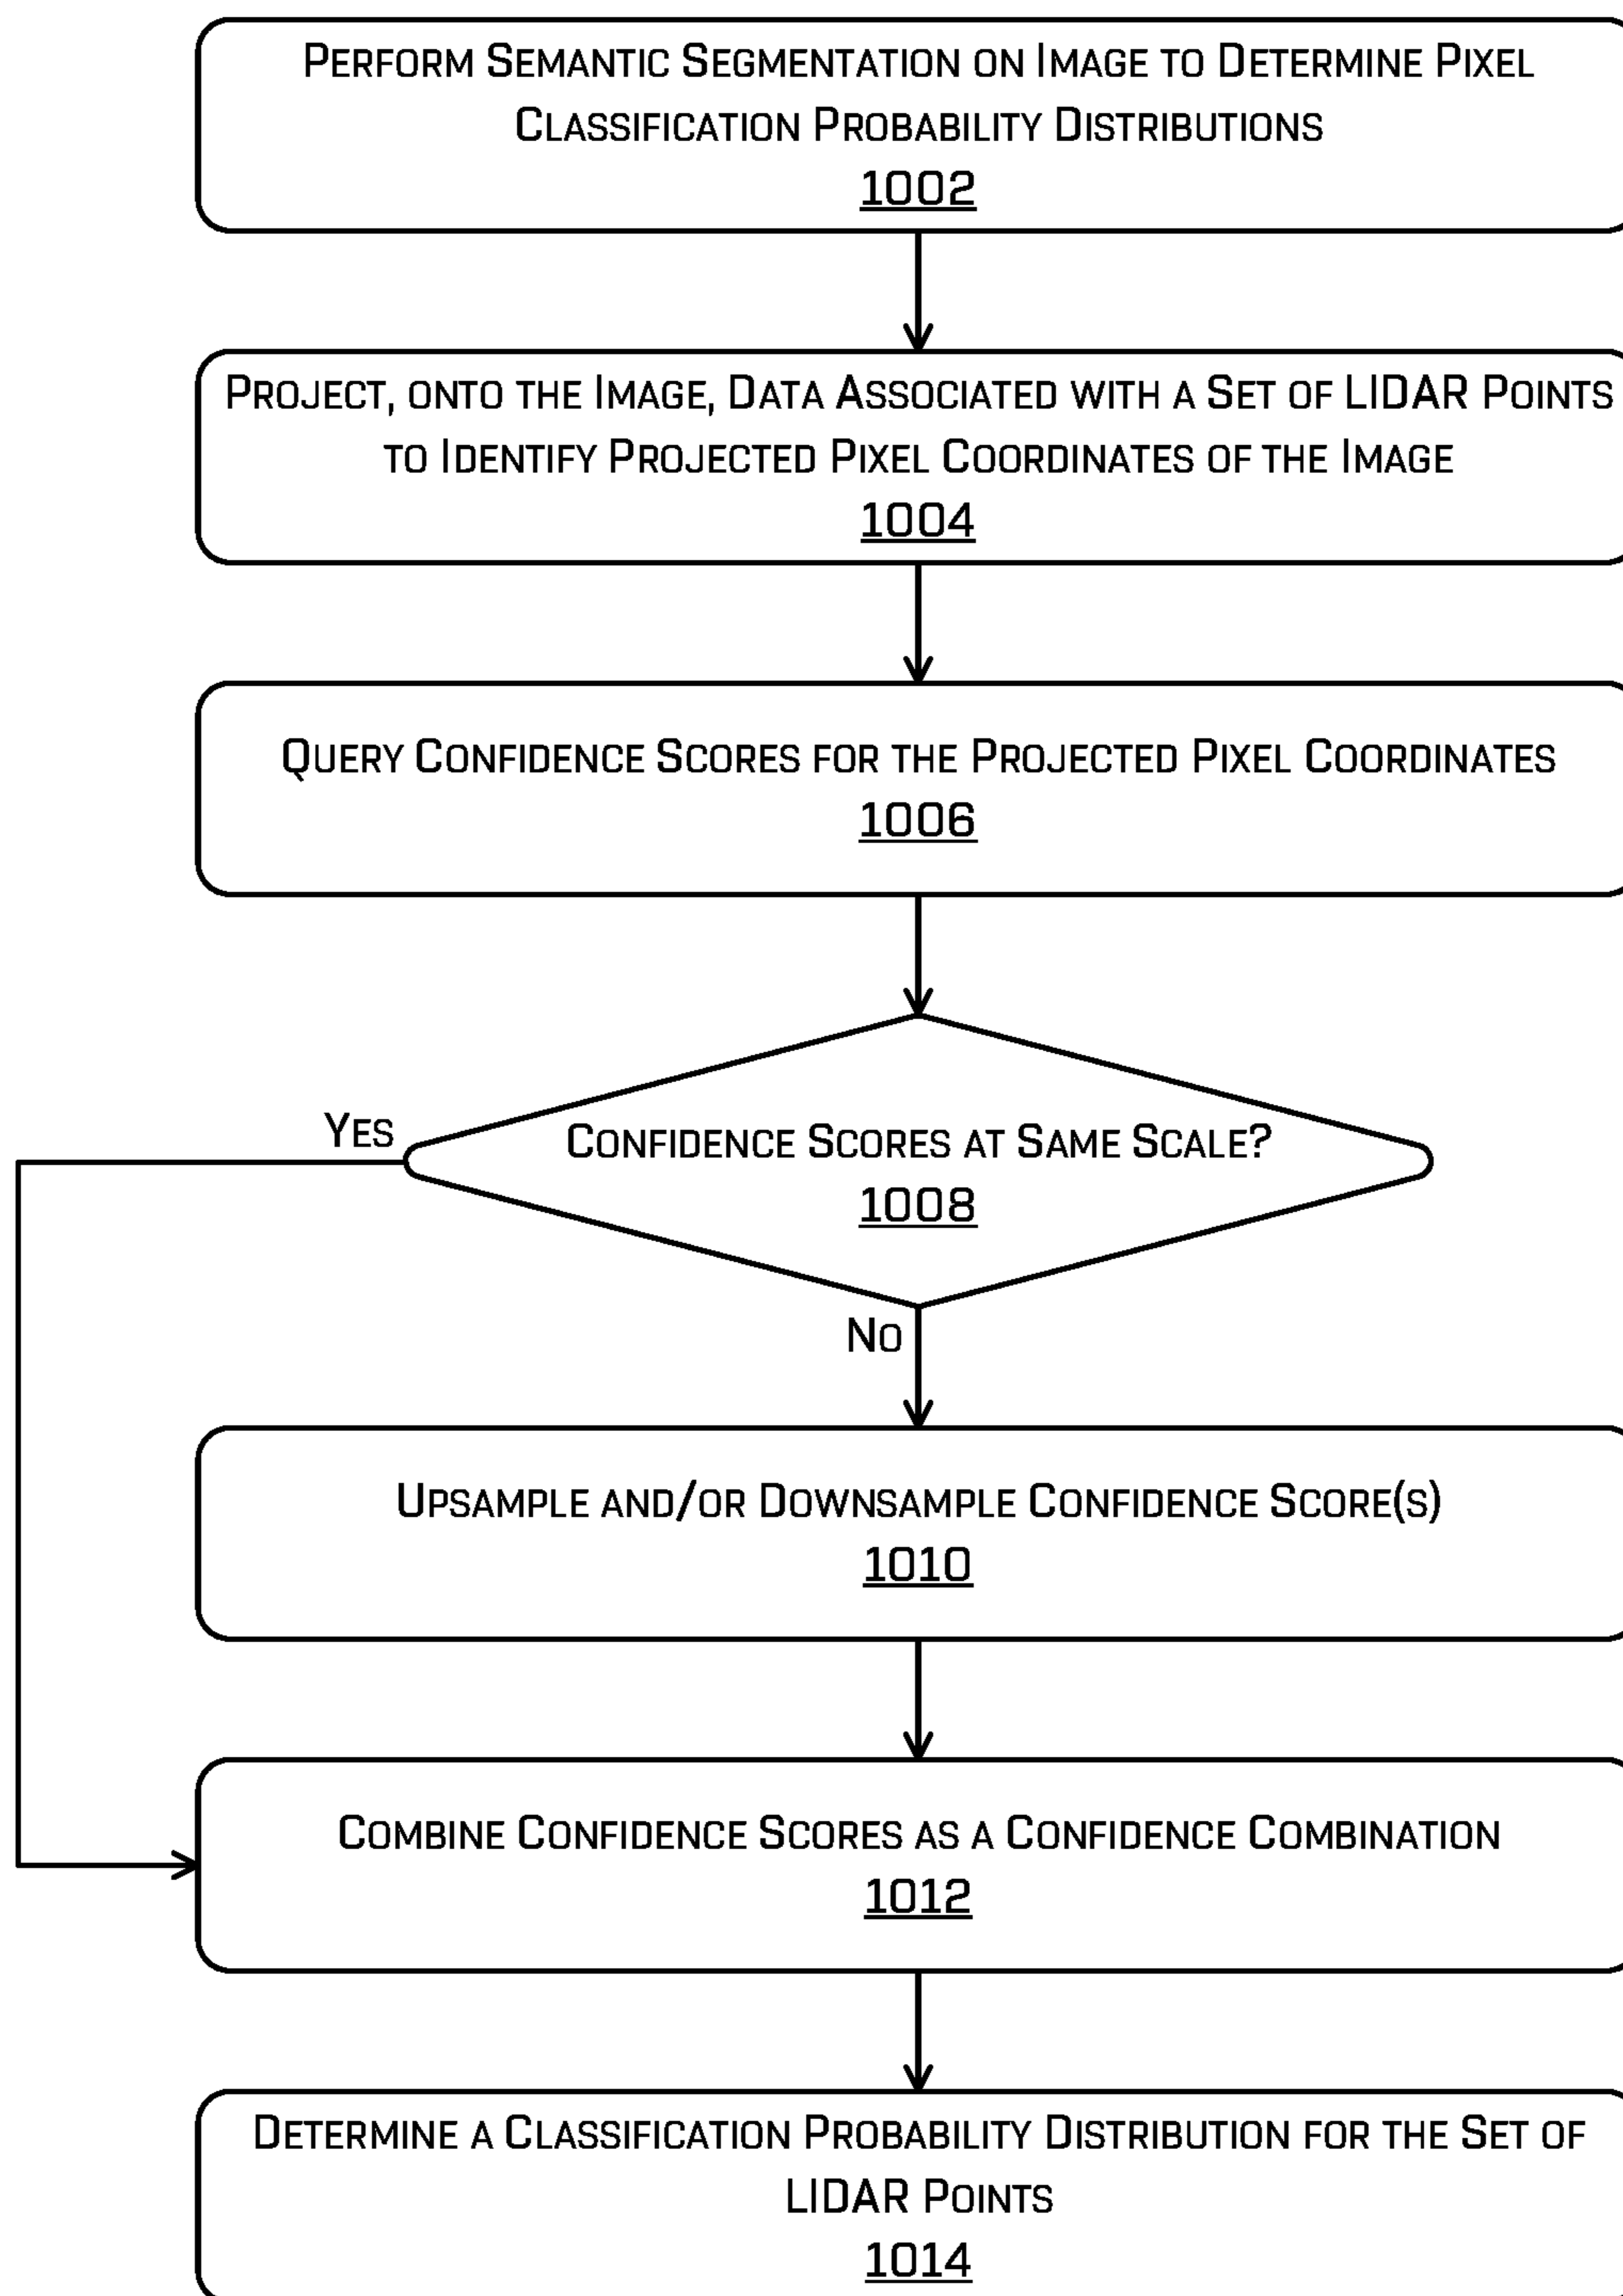 Perform Semantic Segmentation on Image to Determine Pixel
Classification Probability Distributions
1002
Project, onto the Image, Data Associated with a Set of LIDAR Points
to Identify Projected Pixel Coordinates of the Image
1004
Query Confidence Scores for the Projected Pixel Coordinates
1006
Yes
Confidence Scores at Same Scale?
1008
No
Upsample and/or Downsample Confidence Score(s)
1010
Combine Confidence Scores as a Confidence Combination
1012
Determine a Classification Probability Distribution for the Set of
LIDAR Points
1014